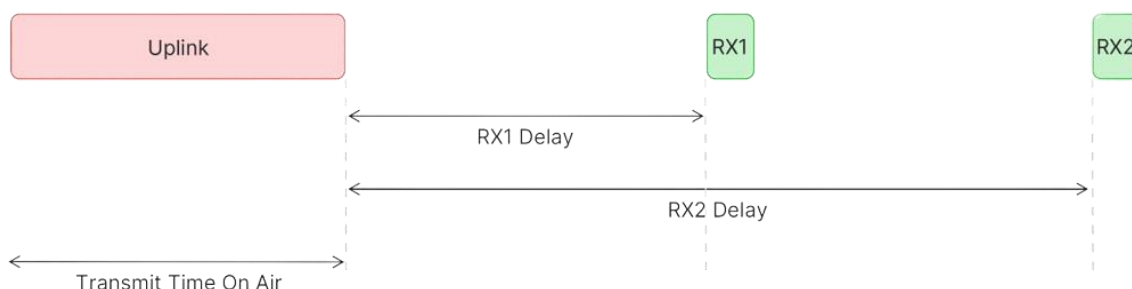 Uplink
RX1
RX2
RX1 Delay
RX2 Delay
Transmit Time On Air